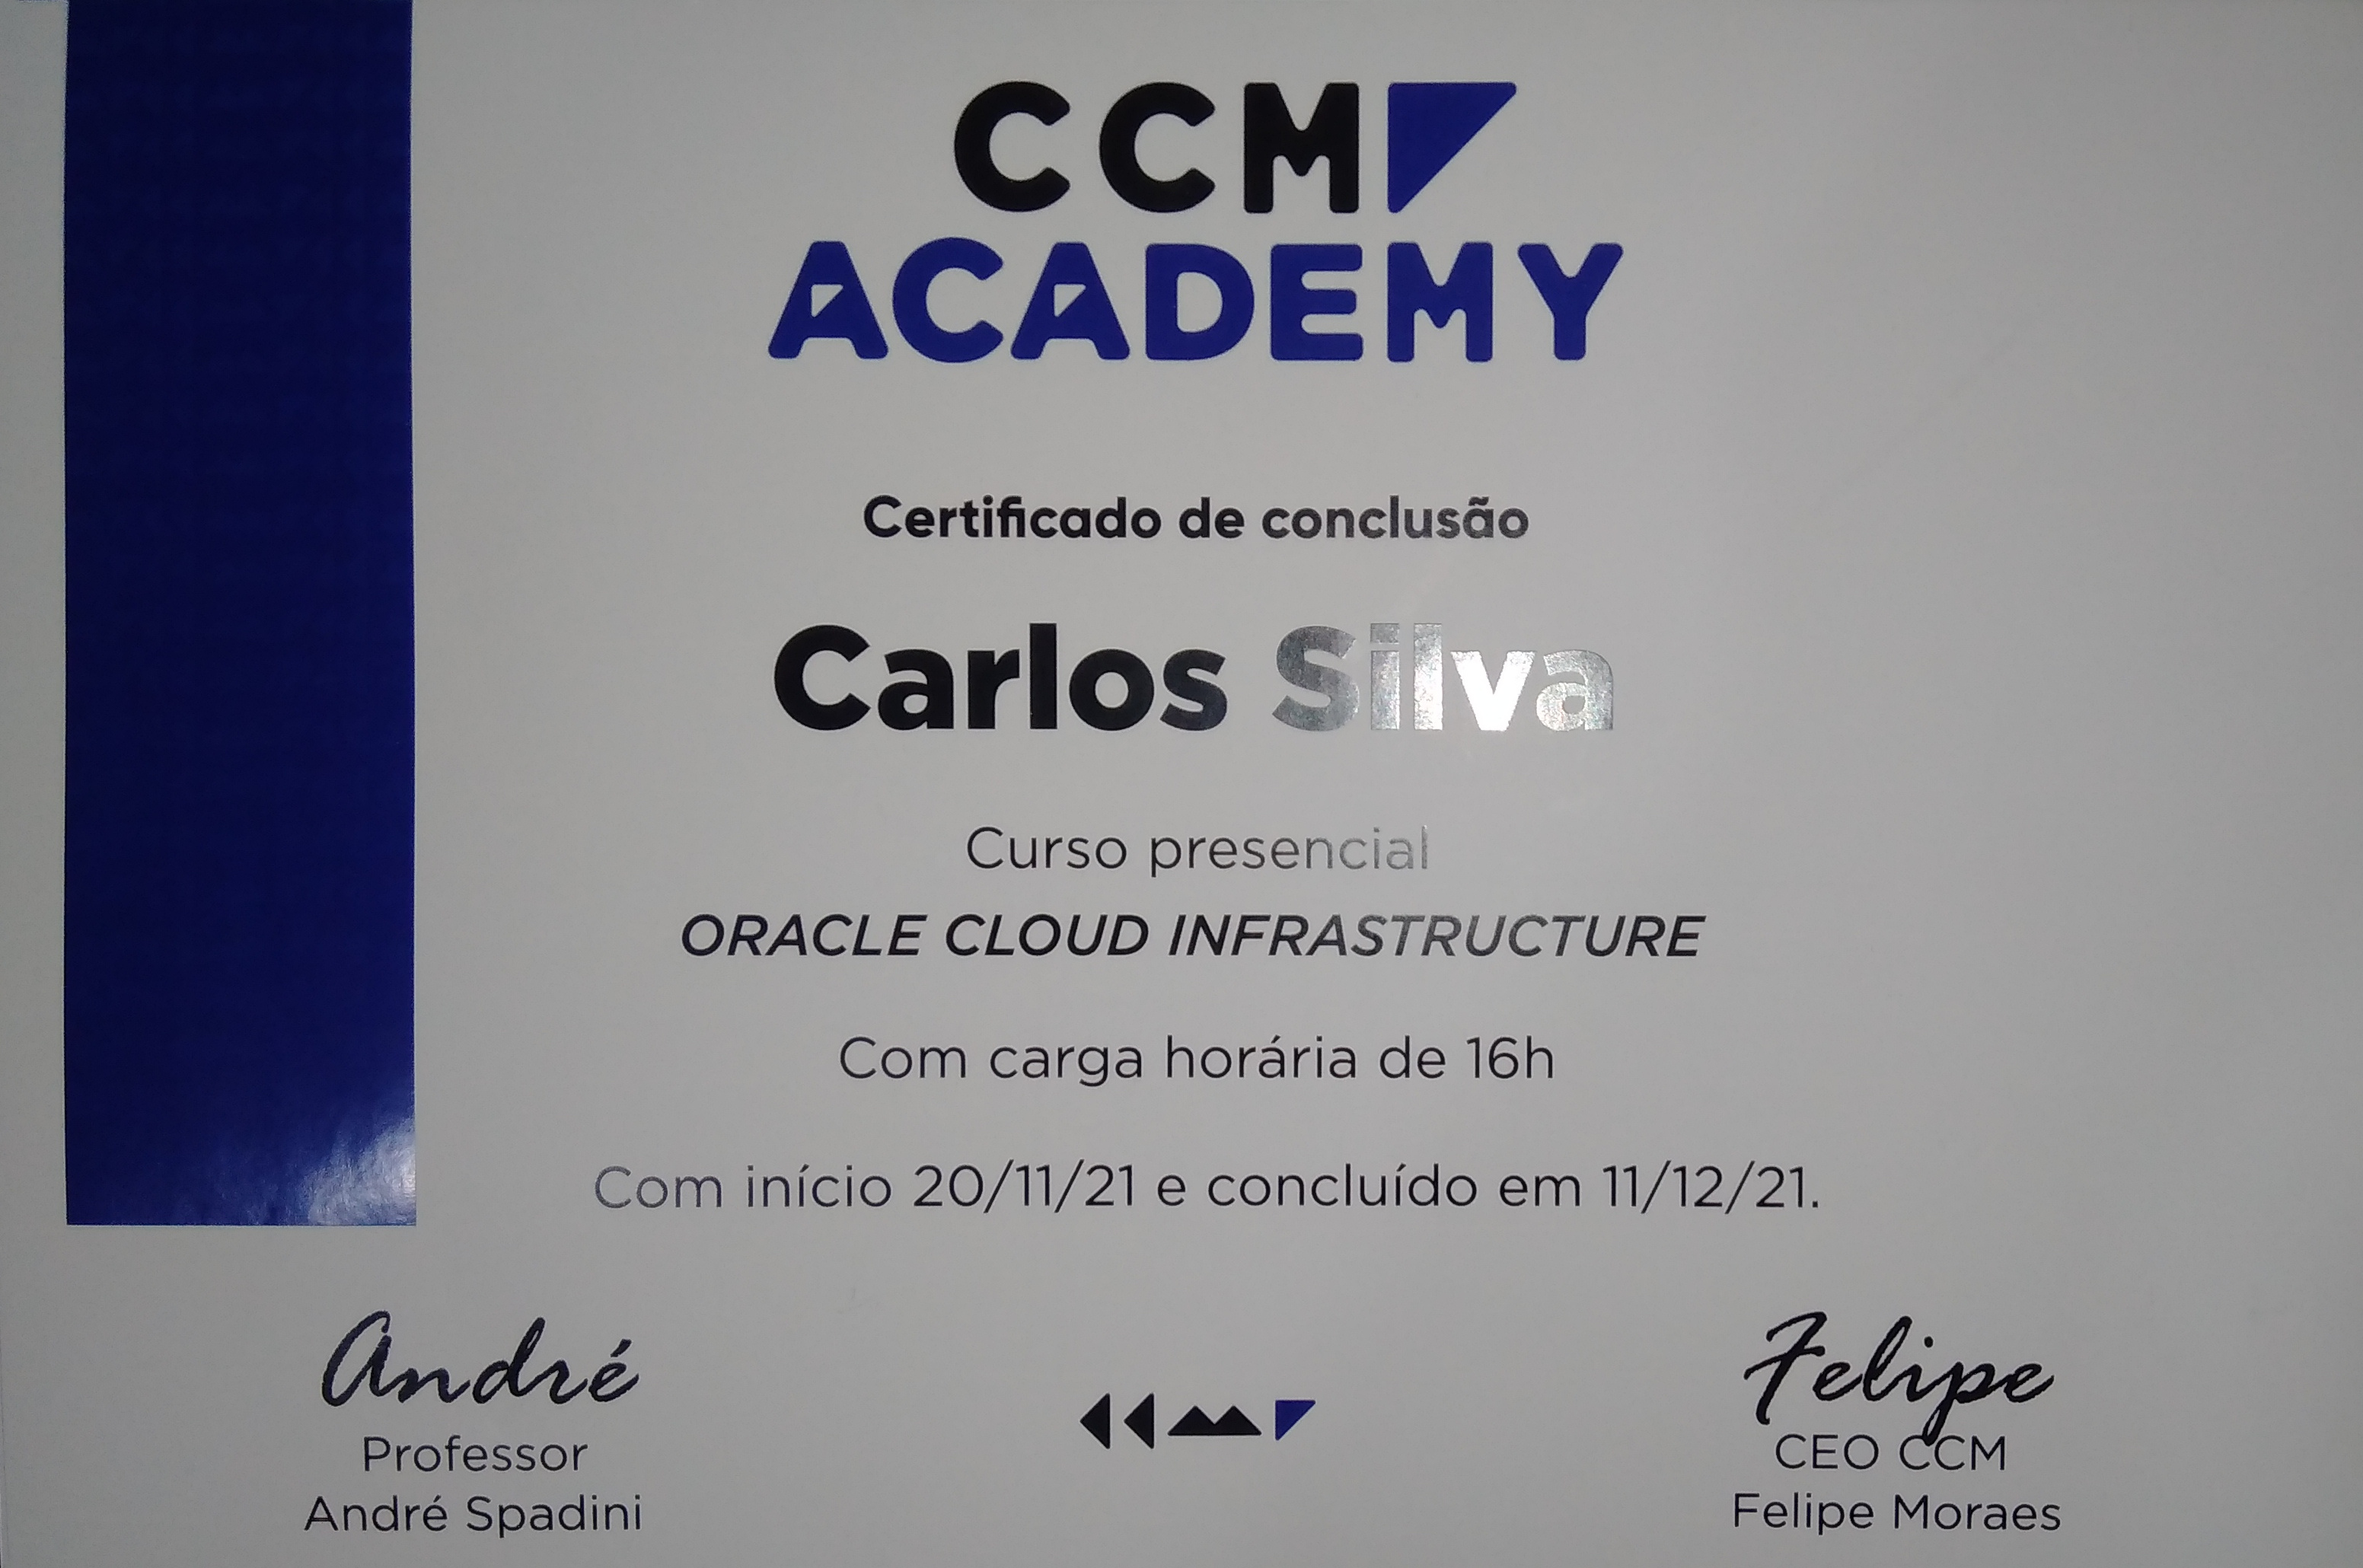 CCM
ACADEMY
Certificado de conclusão
Carlos Silva
Curso presencial
ORACLE CLOUD INFRASTRUCTURE
Com carga horária de 16h
Com início 20/11/21 e concluído em 11/12/21.
André
Professor
André Spadini
Felipe
CEO CCM
Felipe Moraes